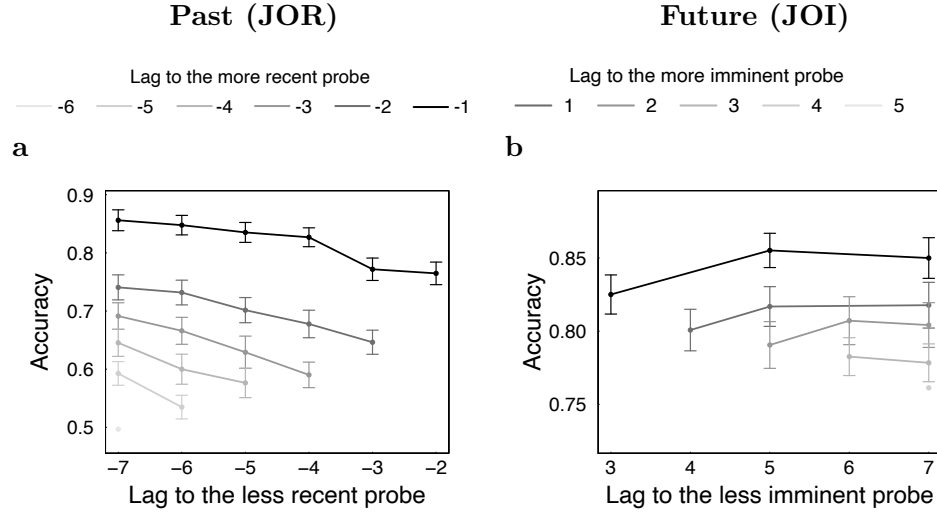 Past (JOR)
Future (JOI)
Lag to the more recent probe
-6 -5 -4 -3 -2 -1
Lag to the more imminent probe
1 2 3 4 5
a
b
Accuracy
0.9
0.8
0.7
0.6
0.5
−7 −6 −5 −4 −3 −2
Lag to the less recent probe
Accuracy
0.85
0.80
0.75
3 4 5 6 7
Lag to the less imminent probe